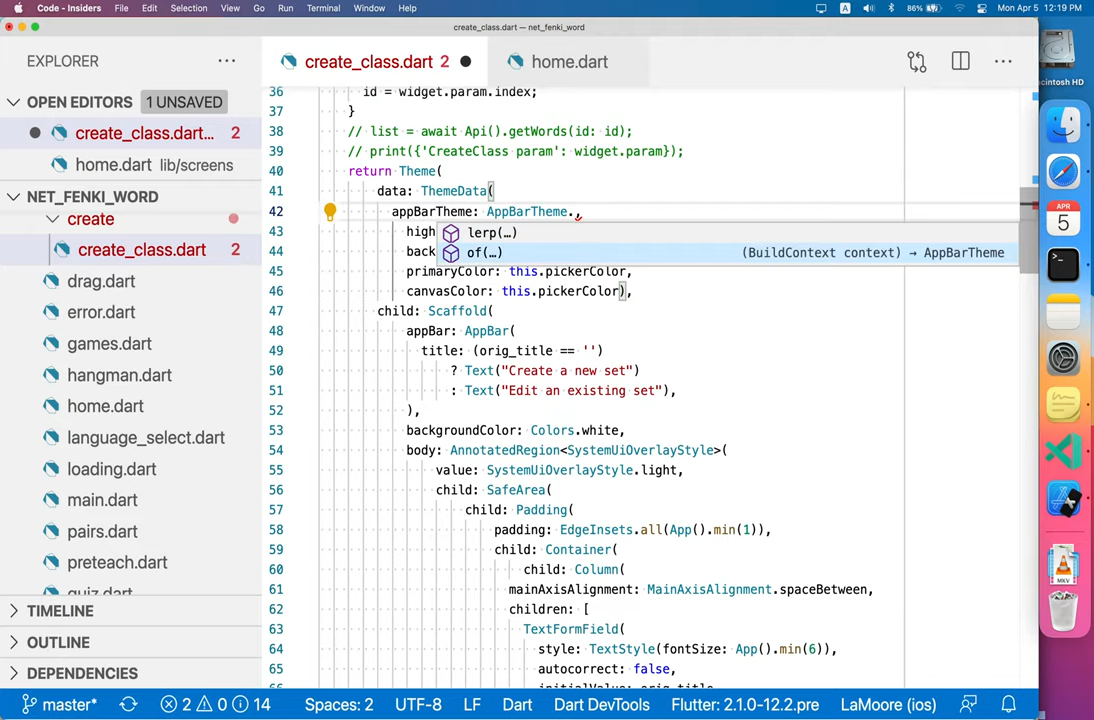 Code - Insiders File Edit Selection View Go Run Terminal Window Help A 86% Mon Apr 5 12:19 PM
create_class.dart — net_fenki_word
EXPLORER
create_class.dart 2
home.dart
OPEN EDITORS 1 UNSAVED
create_class.dart... 2
home.dart lib/screens
NET_FENKI_WORD
create
create_class.dart 2
drag.dart
error.dart
games.dart
hangman.dart
home.dart
language_select.dart
loading.dart
main.dart
pairs.dart
preteach.dart
quiz.dart
TIMELINE
OUTLINE
DEPENDENCIES
36 id = widget.param.index;
37 }
38 // list = await Api().getWords(id: id);
39 // print({'CreateClass param': widget.param});
40 return Theme(
41 data: ThemeData(
42 appBarTheme: AppBarTheme.,
43 high
lerp(…)
44 back
of(…) (BuildContext context) → AppBarTheme
45 primaryColor: this.pickerColor,
46 canvasColor: this.pickerColor),
47 child: Scaffold(
48 appBar: AppBar(
49 title: (orig_title == '')
50 ? Text("Create a new set")
51 : Text("Edit an existing set"),
52 ),
53 backgroundColor: Colors.white,
54 body: AnnotatedRegion<SystemUiOverlayStyle>(
55 value: SystemUiOverlayStyle.light,
56 child: SafeArea(
57 child: Padding(
58 padding: EdgeInsets.all(App().min(1)),
59 child: Container(
60 child: Column(
61 mainAxisAlignment: MainAxisAlignment.spaceBetween,
62 children: [
63 TextFormField(
64 style: TextStyle(fontSize: App().min(6)),
65 autocorrect: false,
initialValue: orig_title
acintosh HD
APR
5
MKV
master* 2 0 14 Spaces: 2 UTF-8 LF Dart Dart DevTools Flutter: 2.1.0-12.2.pre LaMoore (ios)